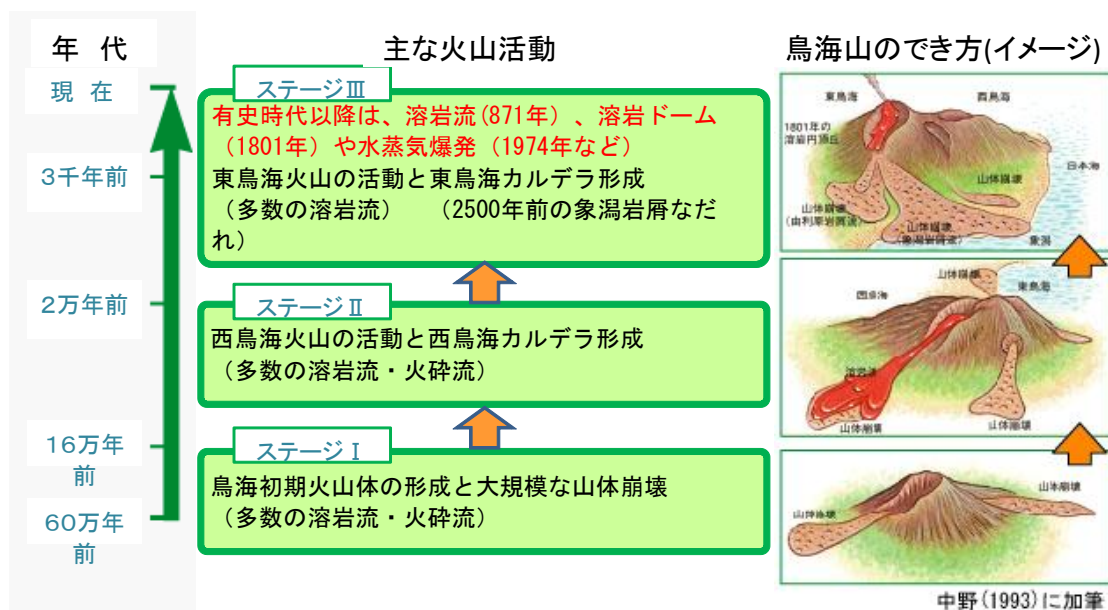 年 代
主な火山活動
鳥海山のでき方(イメージ)
現 在
3千年前
2万年前
16万年
前
60万年
前
ステージⅢ
有史時代以降は、溶岩流(871年)、溶岩ドーム
(1801年)や水蒸気爆発(1974年など)
東鳥海火山の活動と東鳥海カルデラ形成
(多数の溶岩流) (2500年前の象潟岩屑なだ
れ)
ステージⅡ
西鳥海火山の活動と西鳥海カルデラ形成
(多数の溶岩流・火砕流)
ステージⅠ
鳥海初期火山体の形成と大規模な山体崩壊
(多数の溶岩流・火砕流)
東鳥海
西鳥海
1801年の
溶岩円頂丘
日本海
山体崩壊
山体崩壊
(由利原岩屑流)
山体崩壊
(象潟岩屑流)
象潟
山体崩壊
東鳥海
西鳥海
溶岩流
山体崩壊
山体崩壊
山体崩壊
山体崩壊
中野(1993)に加筆